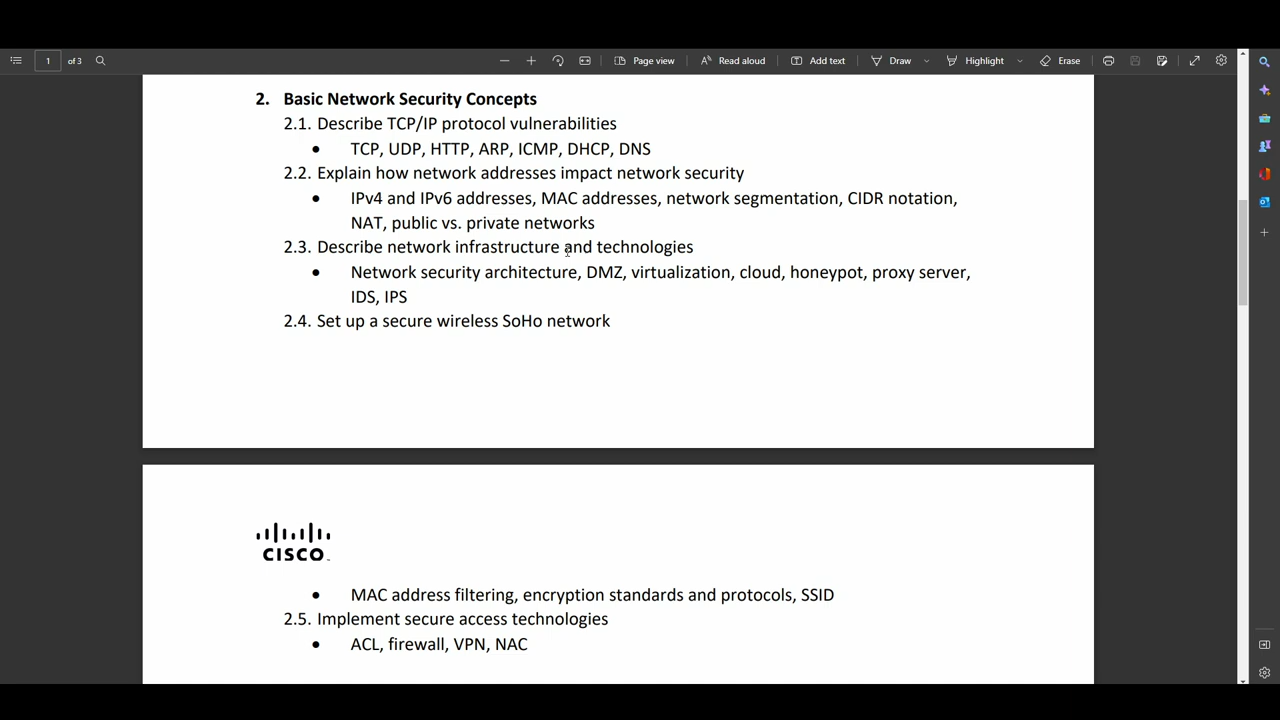 1 of 3 Page view Read aloud Add text Draw Highlight Erase
2. Basic Network Security Concepts
2.1. Describe TCP/IP protocol vulnerabilities
• TCP, UDP, HTTP, ARP, ICMP, DHCP, DNS
2.2. Explain how network addresses impact network security
• IPv4 and IPv6 addresses, MAC addresses, network segmentation, CIDR notation,
NAT, public vs. private networks
2.3. Describe network infrastructure and technologies
• Network security architecture, DMZ, virtualization, cloud, honeypot, proxy server,
IDS, IPS
2.4. Set up a secure wireless SoHo network
CISCO
• MAC address filtering, encryption standards and protocols, SSID
2.5. Implement secure access technologies
• ACL, firewall, VPN, NAC